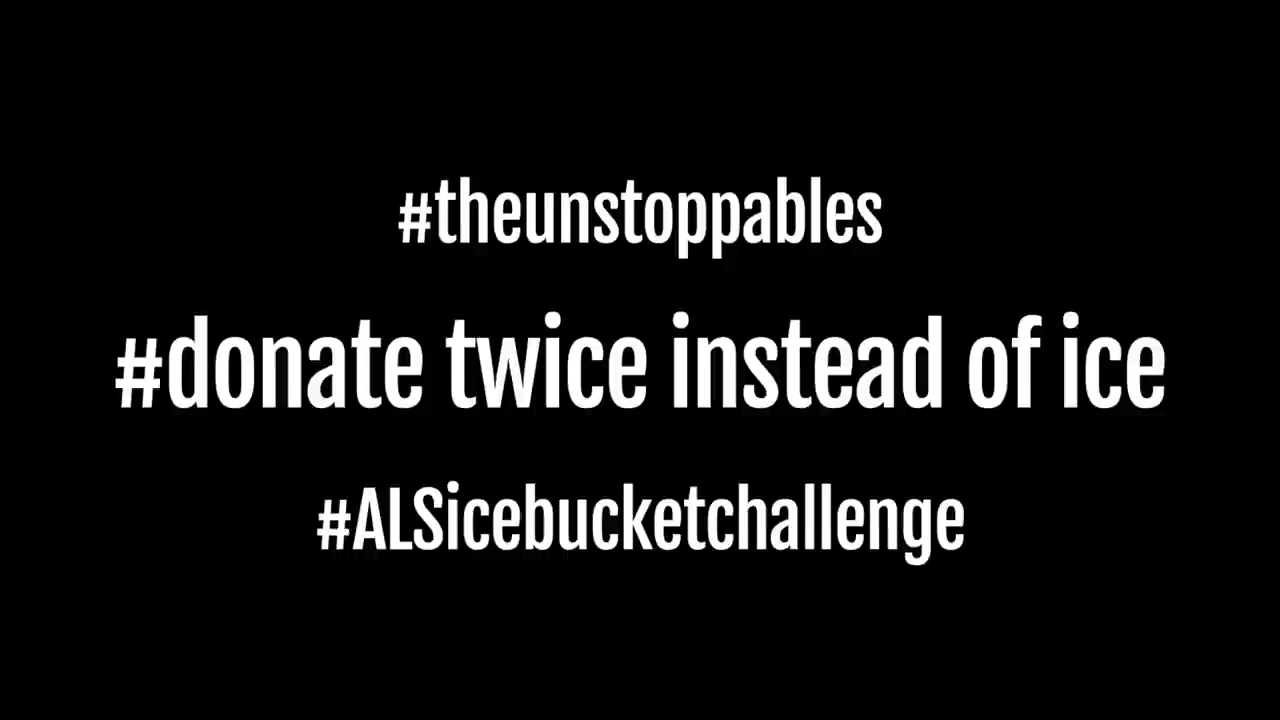 #theunstoppables
#donate twice instead of ice
#ALSicebucketchallenge